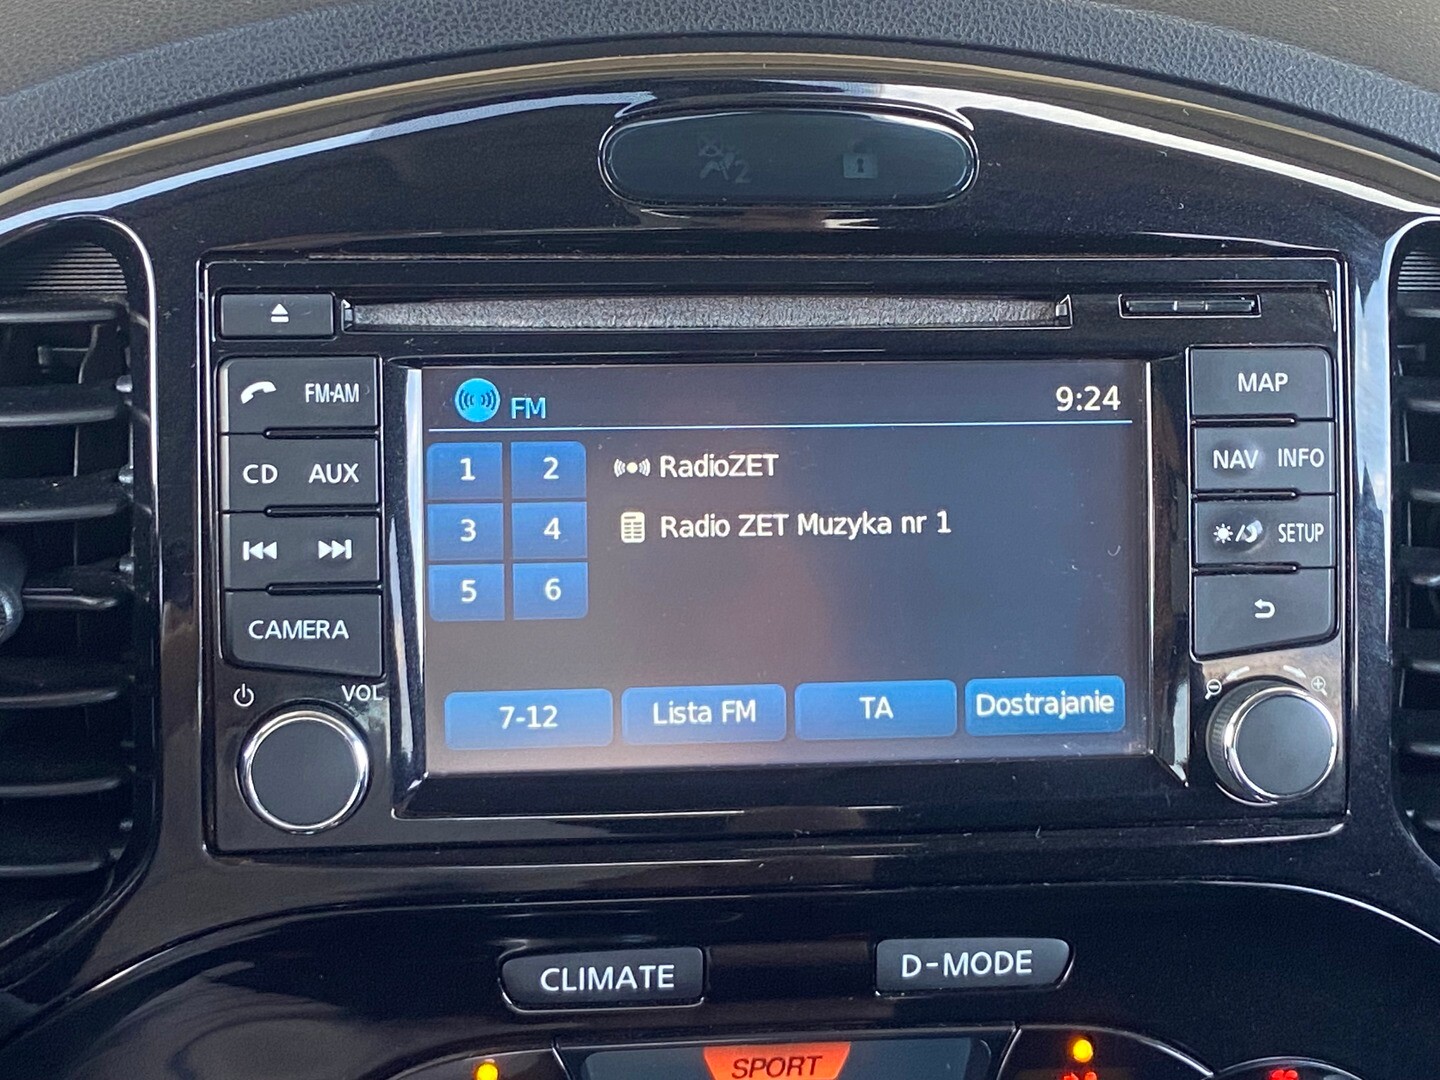 2
FM-AM
CD AUX
CAMERA
VOL
FM 9:24
1 2 RadioZET
3 4 Radio ZET Muzyka nr 1
5 6
7-12 Lista FM TA Dostrajanie
MAP
NAV INFO
SETUP
CLIMATE D-MODE
SPORT